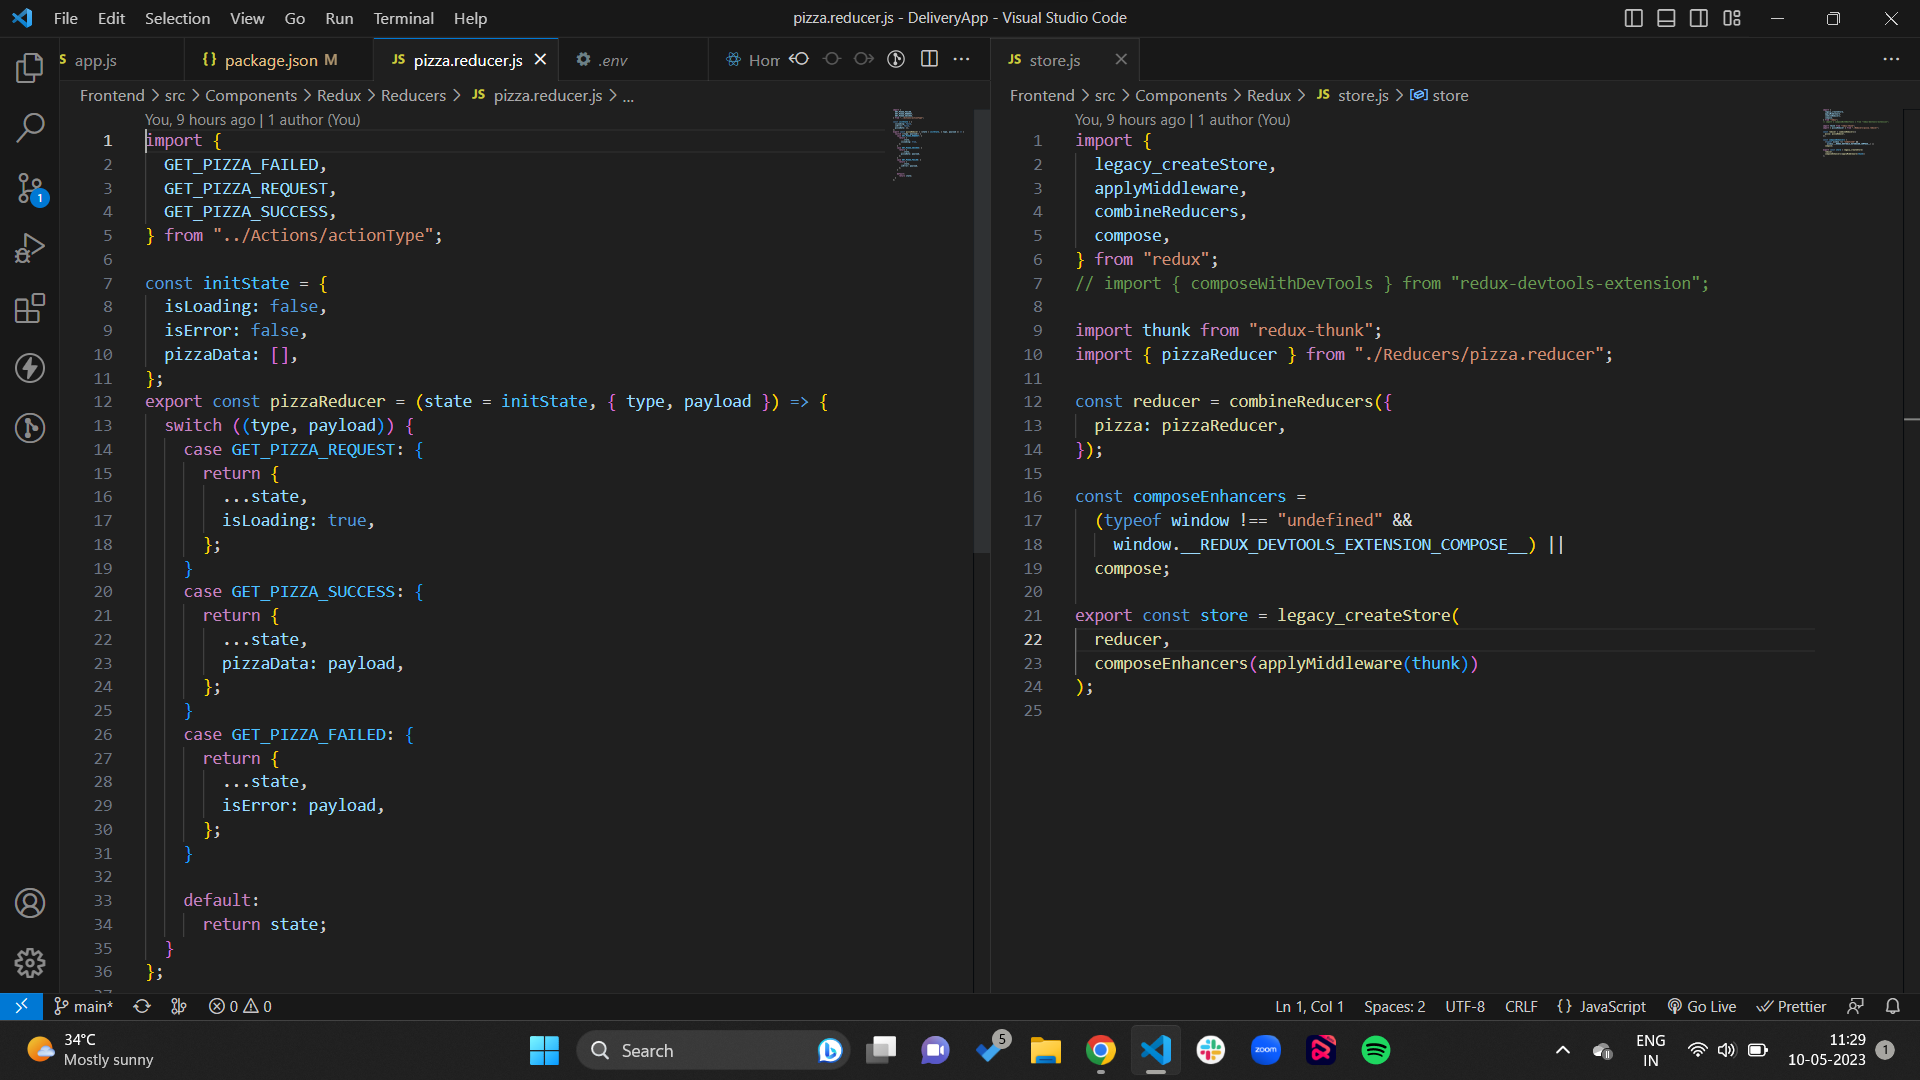 File Edit Selection View Go Run Terminal Help
pizza.reducer.js - DeliveryApp - Visual Studio Code
JS app.js
{} package.json M
JS pizza.reducer.js
.env
Hom
JS store.js
Frontend > src > Components > Redux > Reducers > JS pizza.reducer.js > ...
You, 9 hours ago | 1 author (You)
1 import {
2 GET_PIZZA_FAILED,
3 GET_PIZZA_REQUEST,
4 GET_PIZZA_SUCCESS,
5 } from "../Actions/actionType";
6
7 const initState = {
8 isLoading: false,
9 isError: false,
10 pizzaData: [],
11 };
12 export const pizzaReducer = (state = initState, { type, payload }) => {
13 switch ((type, payload)) {
14 case GET_PIZZA_REQUEST: {
15 return {
16 ...state,
17 isLoading: true,
18 };
19 }
20 case GET_PIZZA_SUCCESS: {
21 return {
22 ...state,
23 pizzaData: payload,
24 };
25 }
26 case GET_PIZZA_FAILED: {
27 return {
28 ...state,
29 isError: payload,
30 };
31 }
32
33 default:
34 return state;
35 }
36 };
Frontend > src > Components > Redux > JS store.js > store
You, 9 hours ago | 1 author (You)
1 import {
2 legacy_createStore,
3 applyMiddleware,
4 combineReducers,
5 compose,
6 } from "redux";
7 // import { composeWithDevTools } from "redux-devtools-extension";
8
9 import thunk from "redux-thunk";
10 import { pizzaReducer } from "./Reducers/pizza.reducer";
11
12 const reducer = combineReducers({
13 pizza: pizzaReducer,
14 });
15
16 const composeEnhancers =
17 (typeof window !== "undefined" &&
18 window.__REDUX_DEVTOOLS_EXTENSION_COMPOSE__) ||
19 compose;
20
21 export const store = legacy_createStore(
22 reducer,
23 composeEnhancers(applyMiddleware(thunk))
24 );
25
1
main* 0 0
Ln 1, Col 1 Spaces: 2 UTF-8 CRLF {} JavaScript Go Live Prettier
34°C
Mostly sunny
Search
5
zoom
ENG
IN
11:29
10-05-2023
1